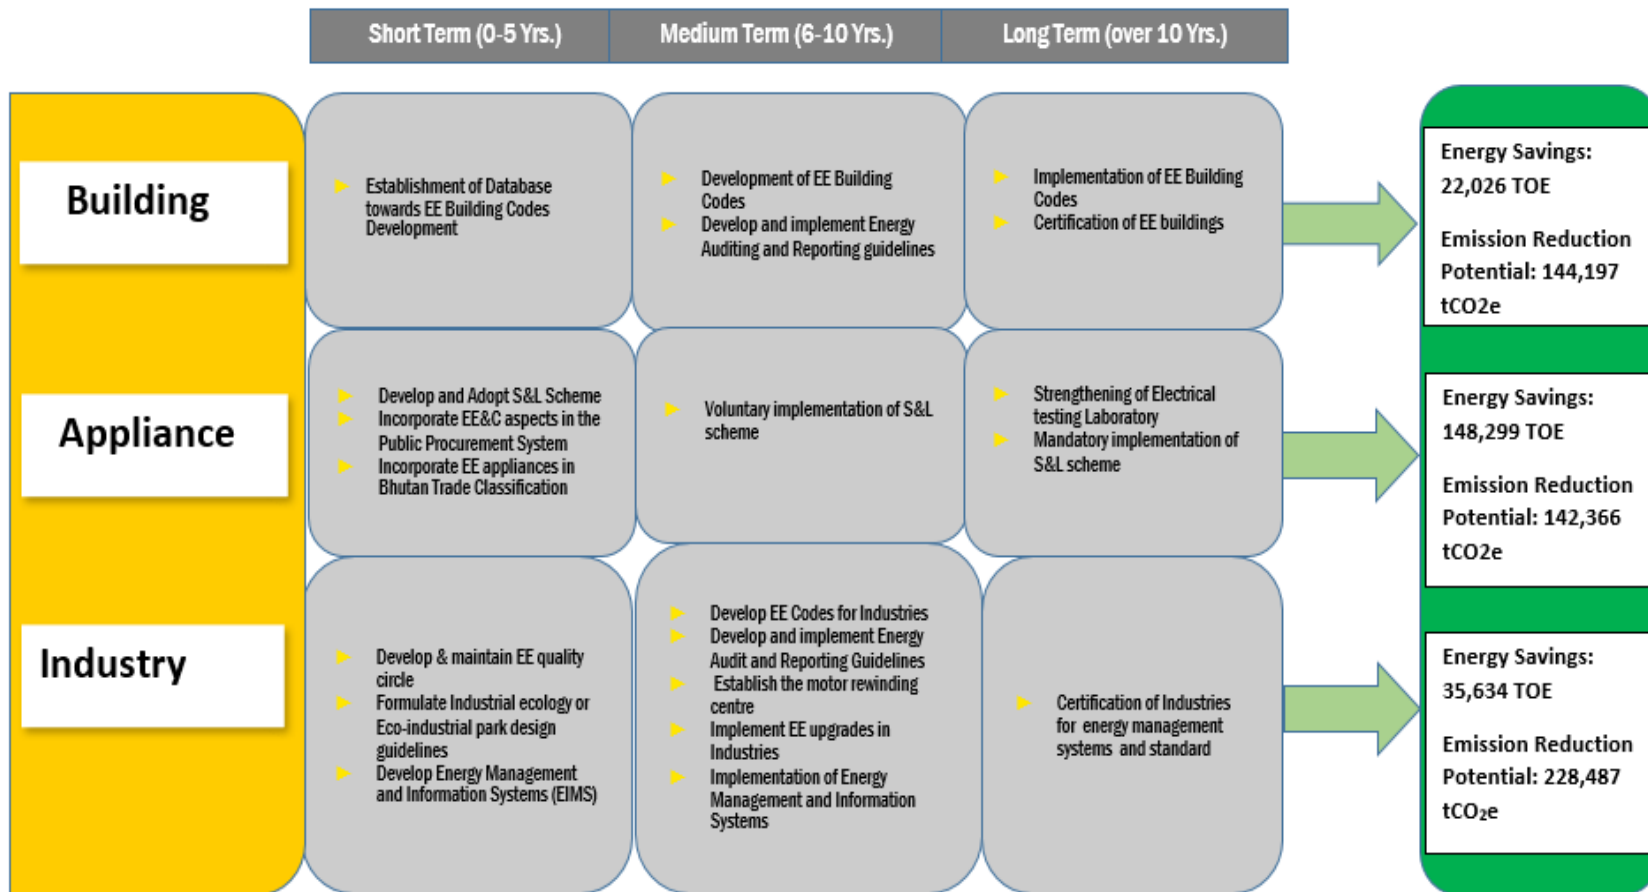 Short Term (0-5 Yrs.)
Medium Term (6-10 Yrs.)
Long Term (over 10 Yrs.)
Building
Establishment of Database
towards EE Building Codes
Development
Development of EE Building
Codes
Develop and implement Energy
Auditing and Reporting guidelines
Implementation of EE Building
Codes
Certification of EE buildings
Energy Savings:
22,026 TOE
Emission Reduction
Potential: 144,197
tCO2e
Appliance
Develop and Adopt S&L Scheme
Incorporate EE&C aspects in the
Public Procurement System
Incorporate EE appliances in
Bhutan Trade Classification
Voluntary implementation of S&L
scheme
Strengthening of Electrical
testing Laboratory
Mandatory implementation of
S&L scheme
Energy Savings:
148,299 TOE
Emission Reduction
Potential: 142,366
tCO2e
Industry
Develop & maintain EE quality
circle
Formulate Industrial ecology or
Eco-industrial park design
guidelines
Develop Energy Management
and Information Systems (EIMS)
Develop EE Codes for Industries
Develop and implement Energy
Audit and Reporting Guidelines
Establish the motor rewinding
centre
Implement EE upgrades in
Industries
Implementation of Energy
Management and Information
Systems
Certification of Industries
for energy management
systems and standard
Energy Savings:
35,634 TOE
Emission Reduction
Potential: 228,487
tCO₂e